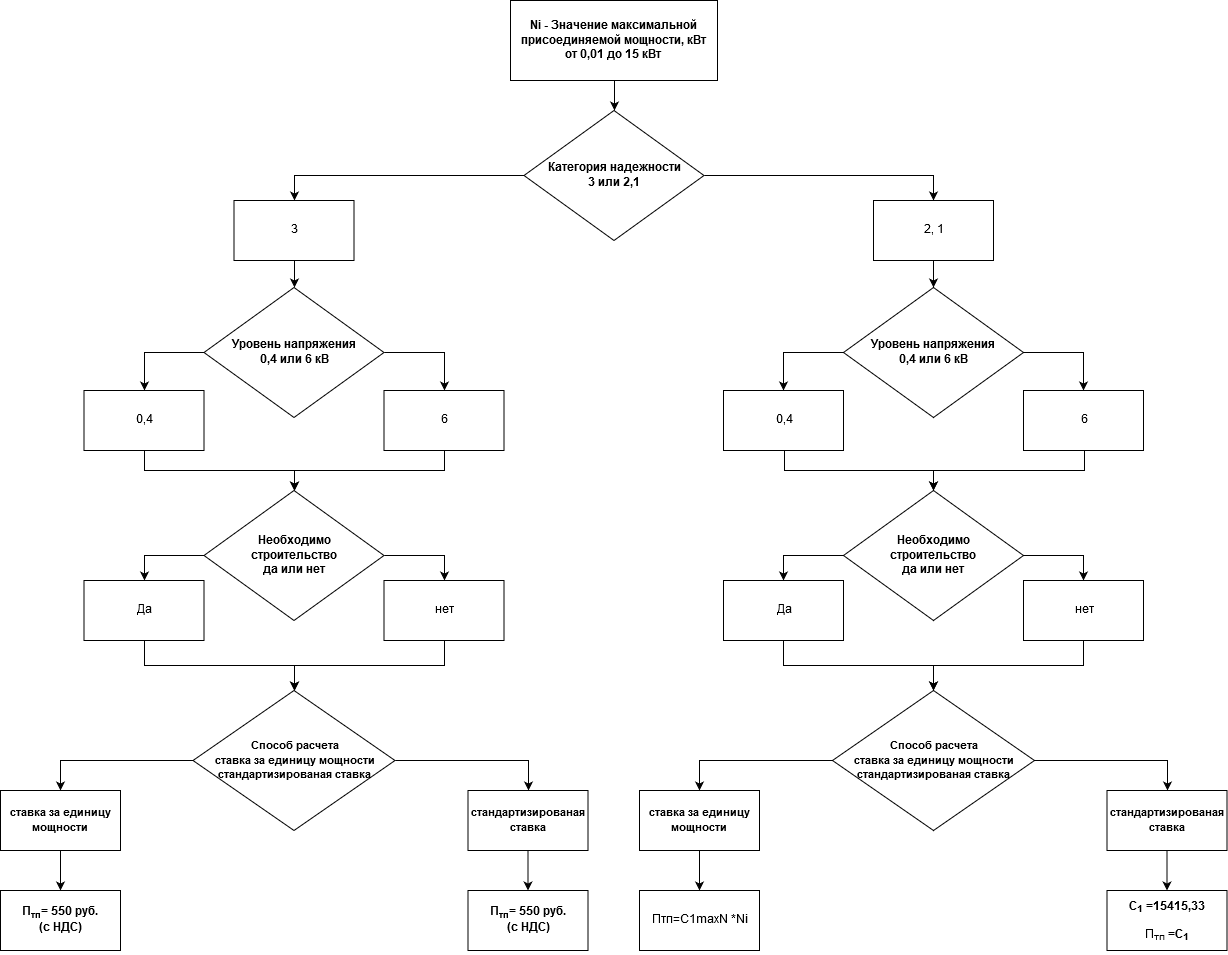 Ni - Значение максимальной
присоединяемой мощности, кВт
от 0,01 до 15 кВт
Категория надежности
3 или 2,1
3
2, 1
Уровень напряжения
0,4 или 6 кВ
Уровень напряжения
0,4 или 6 кВ
0,4
6
0,4
6
Необходимо
строительство
да или нет
Необходимо
строительство
да или нет
Да
нет
Да
нет
Способ расчета
ставка за единицу мощности
стандартизированая ставка
Способ расчета
ставка за единицу мощности
стандартизированая ставка
ставка за единицу
мощности
стандартизированая
ставка
ставка за единицу
мощности
стандартизированая
ставка
Птп= 550 руб.
(с НДС)
Птп= 550 руб.
(с НДС)
Птп=C1maxN *Ni
С1 =15415,33
Птп =С1